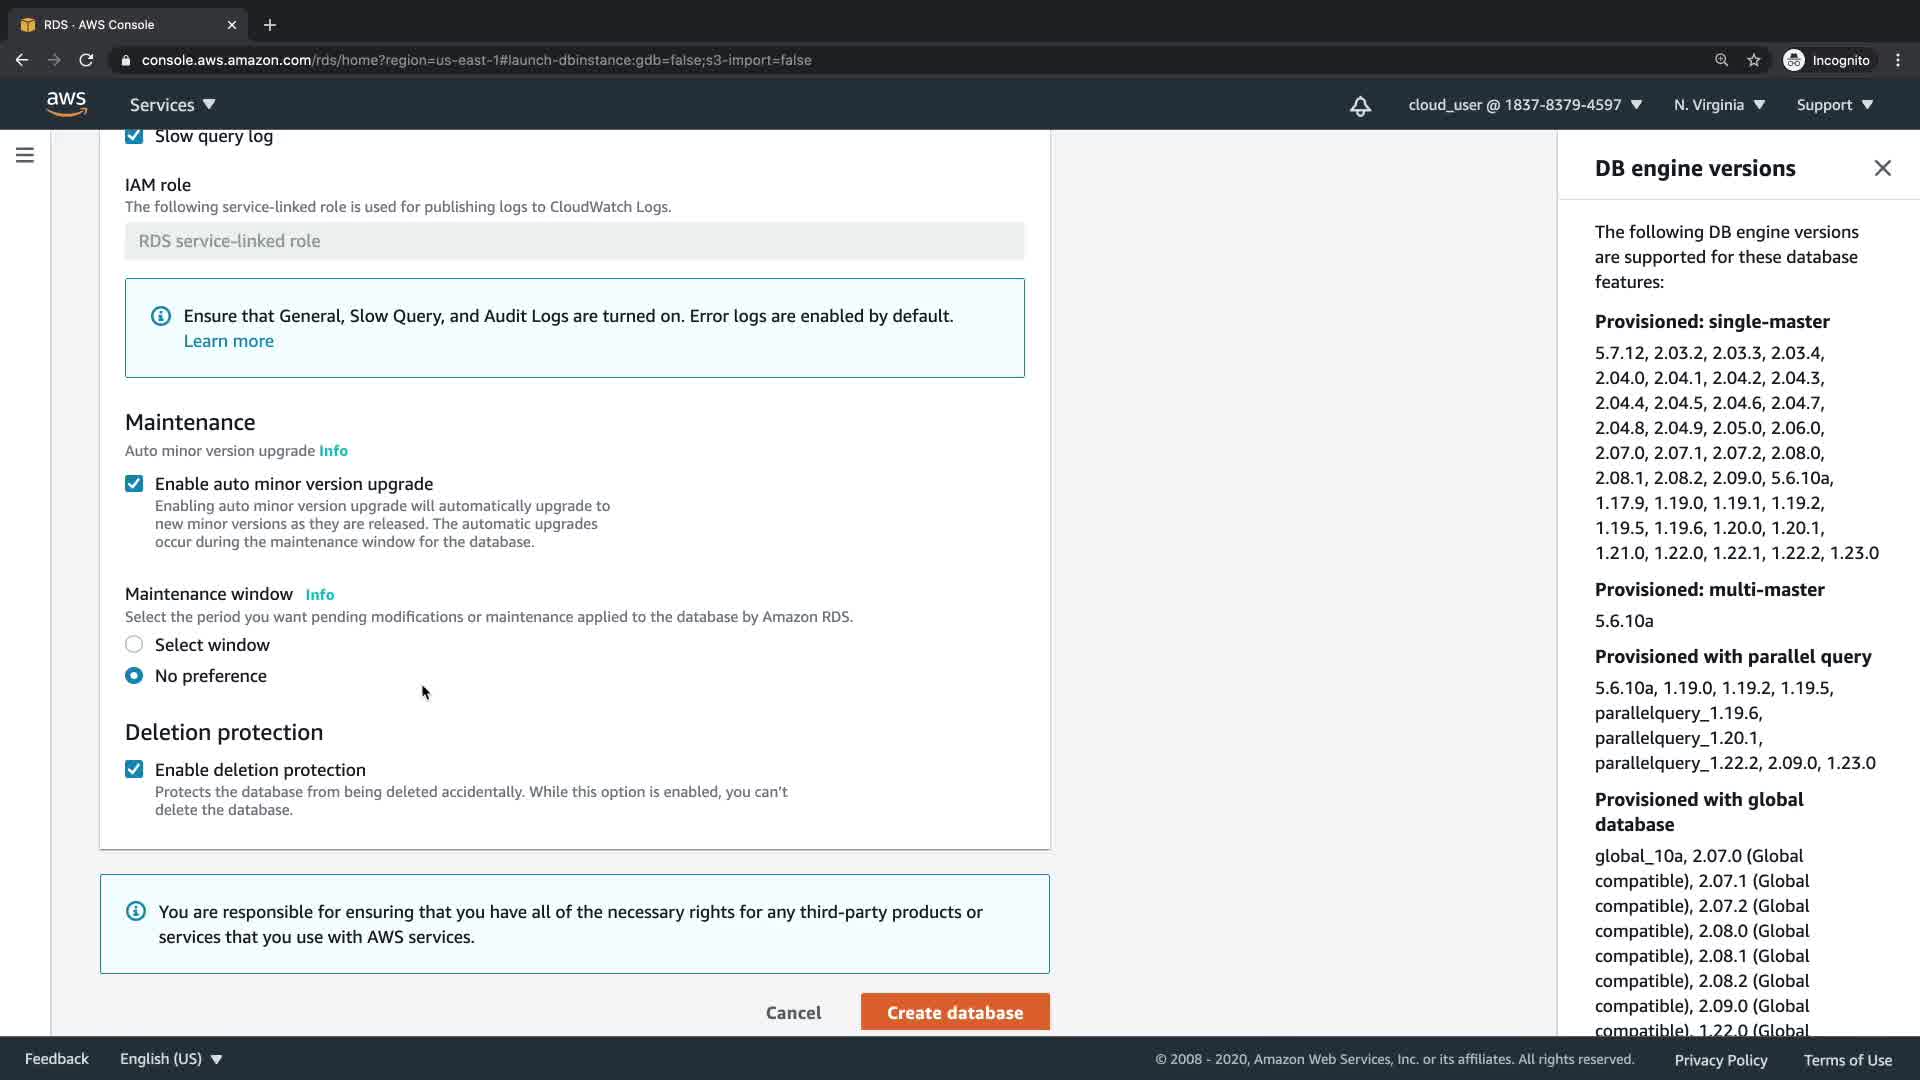 RDS · AWS Console
console.aws.amazon.com/rds/home?region=us-east-1#launch-dbinstance:gdb=false;s3-import=false
Incognito
aws
Services
cloud_user @ 1837-8379-4597
N. Virginia
Support
Slow query log
IAM role
The following service-linked role is used for publishing logs to CloudWatch Logs.
RDS service-linked role
Ensure that General, Slow Query, and Audit Logs are turned on. Error logs are enabled by default.
Learn more
Maintenance
Auto minor version upgrade Info
Enable auto minor version upgrade
Enabling auto minor version upgrade will automatically upgrade to
new minor versions as they are released. The automatic upgrades
occur during the maintenance window for the database.
Maintenance window Info
Select the period you want pending modifications or maintenance applied to the database by Amazon RDS.
Select window
No preference
Deletion protection
Enable deletion protection
Protects the database from being deleted accidentally. While this option is enabled, you can't
delete the database.
You are responsible for ensuring that you have all of the necessary rights for any third-party products or
services that you use with AWS services.
Cancel
Create database
DB engine versions
The following DB engine versions
are supported for these database
features:
Provisioned: single-master
5.7.12, 2.03.2, 2.03.3, 2.03.4,
2.04.0, 2.04.1, 2.04.2, 2.04.3,
2.04.4, 2.04.5, 2.04.6, 2.04.7,
2.04.8, 2.04.9, 2.05.0, 2.06.0,
2.07.0, 2.07.1, 2.07.2, 2.08.0,
2.08.1, 2.08.2, 2.09.0, 5.6.10a,
1.17.9, 1.19.0, 1.19.1, 1.19.2,
1.19.5, 1.19.6, 1.20.0, 1.20.1,
1.21.0, 1.22.0, 1.22.1, 1.22.2, 1.23.0
Provisioned: multi-master
5.6.10a
Provisioned with parallel query
5.6.10a, 1.19.0, 1.19.2, 1.19.5,
parallelquery_1.19.6,
parallelquery_1.20.1,
parallelquery_1.22.2, 2.09.0, 1.23.0
Provisioned with global
database
global_10a, 2.07.0 (Global
compatible), 2.07.1 (Global
compatible), 2.07.2 (Global
compatible), 2.08.0 (Global
compatible), 2.08.1 (Global
compatible), 2.08.2 (Global
compatible), 2.09.0 (Global
compatible), 1.22.0 (Global
Feedback
English (US)
© 2008 - 2020, Amazon Web Services, Inc. or its affiliates. All rights reserved.
Privacy Policy
Terms of Use